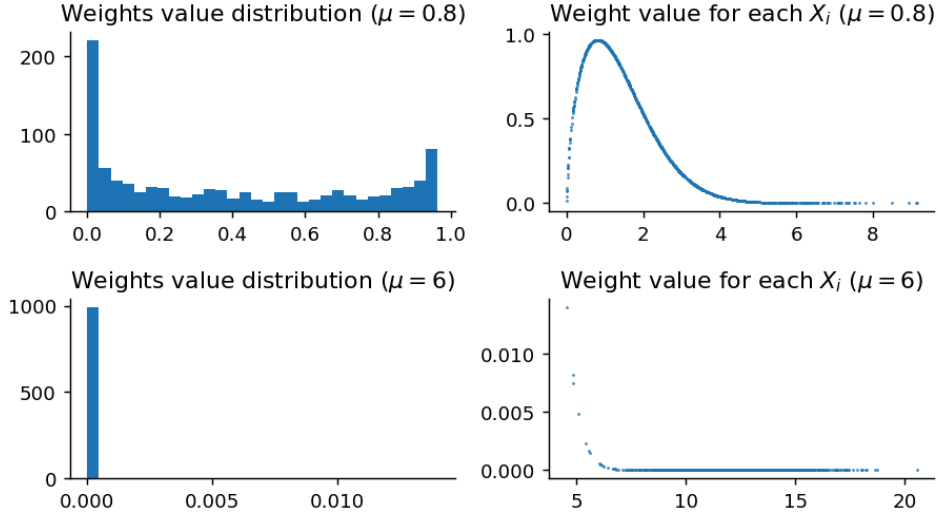 Weights value distribution (μ = 0.8)
200
100
0
0.0 0.2 0.4 0.6 0.8 1.0
Weight value for each Xᵢ (μ = 0.8)
1.0
0.5
0.0
0 2 4 6 8
Weights value distribution (μ = 6)
1000
500
0
0.000 0.005 0.010
Weight value for each Xᵢ (μ = 6)
0.010
0.005
0.000
5 10 15 20